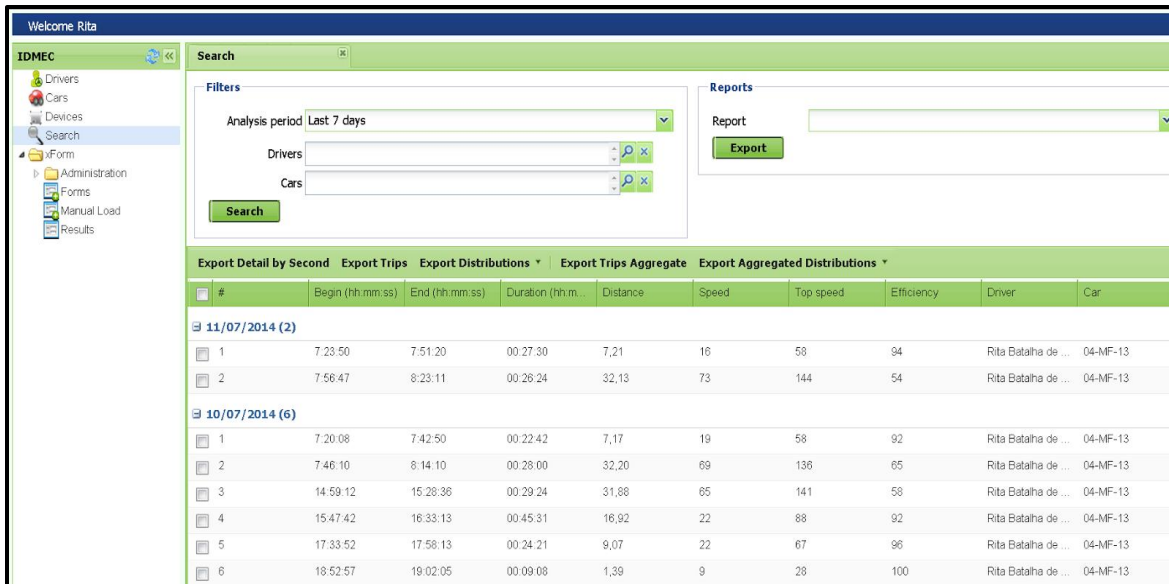 Welcome Rita
IDMEC
Drivers
Cars
Devices
Search
xForm
Administration
Forms
Manual Load
Results
Search
Filters
Analysis period Last 7 days
Drivers
Cars
Search
Reports
Report
Export
Export Detail by Second Export Trips Export Distributions Export Trips Aggregate Export Aggregated Distributions
# Begin (hh:mm:ss) End (hh:mm:ss) Duration (hh:m... Distance Speed Top speed Efficiency Driver Car
11/07/2014 (2)
1 7:23:50 7:51:20 00:27:30 7,21 16 58 94 Rita Batalha de ... 04-MF-13
2 7:56:47 8:23:11 00:26:24 32,13 73 144 54 Rita Batalha de ... 04-MF-13
10/07/2014 (6)
1 7:20:08 7:42:50 00:22:42 7,17 19 58 92 Rita Batalha de ... 04-MF-13
2 7:46:10 8:14:10 00:28:00 32,20 69 136 65 Rita Batalha de ... 04-MF-13
3 14:59:12 15:28:36 00:29:24 31,88 65 141 58 Rita Batalha de ... 04-MF-13
4 15:47:42 16:33:13 00:45:31 16,92 22 88 92 Rita Batalha de ... 04-MF-13
5 17:33:52 17:58:13 00:24:21 9,07 22 67 96 Rita Batalha de ... 04-MF-13
6 18:52:57 19:02:05 00:09:08 1,39 9 28 100 Rita Batalha de ... 04-MF-13